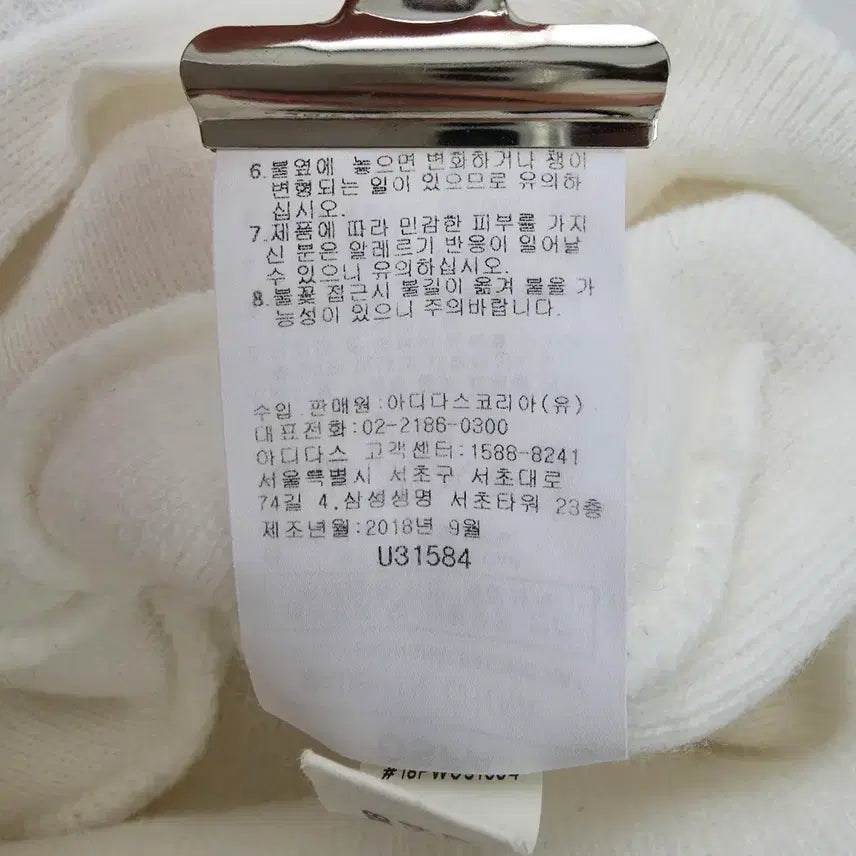 6.불옆에 놓으면 변화하거나 챙이
변형되는 일이 있으므로 유의하
십시오.
7.제품에 따라 민감한 피부를 가지
신 분은 알레르기 반응이 일어날
수 있으니 유의하십시오.
8.불꽃 접근시 불길이 옮겨 붙을 가
능성이 있으니 주의바랍니다.
수입 판매원:아디다스코리아(유)
대표전화:02-2186-0300
아디다스 고객센터:1588-8241
서울특별시 서초구 서초대로
74길 4.삼성생명 서초타워 23층
제조년월:2018년 9월
U31584